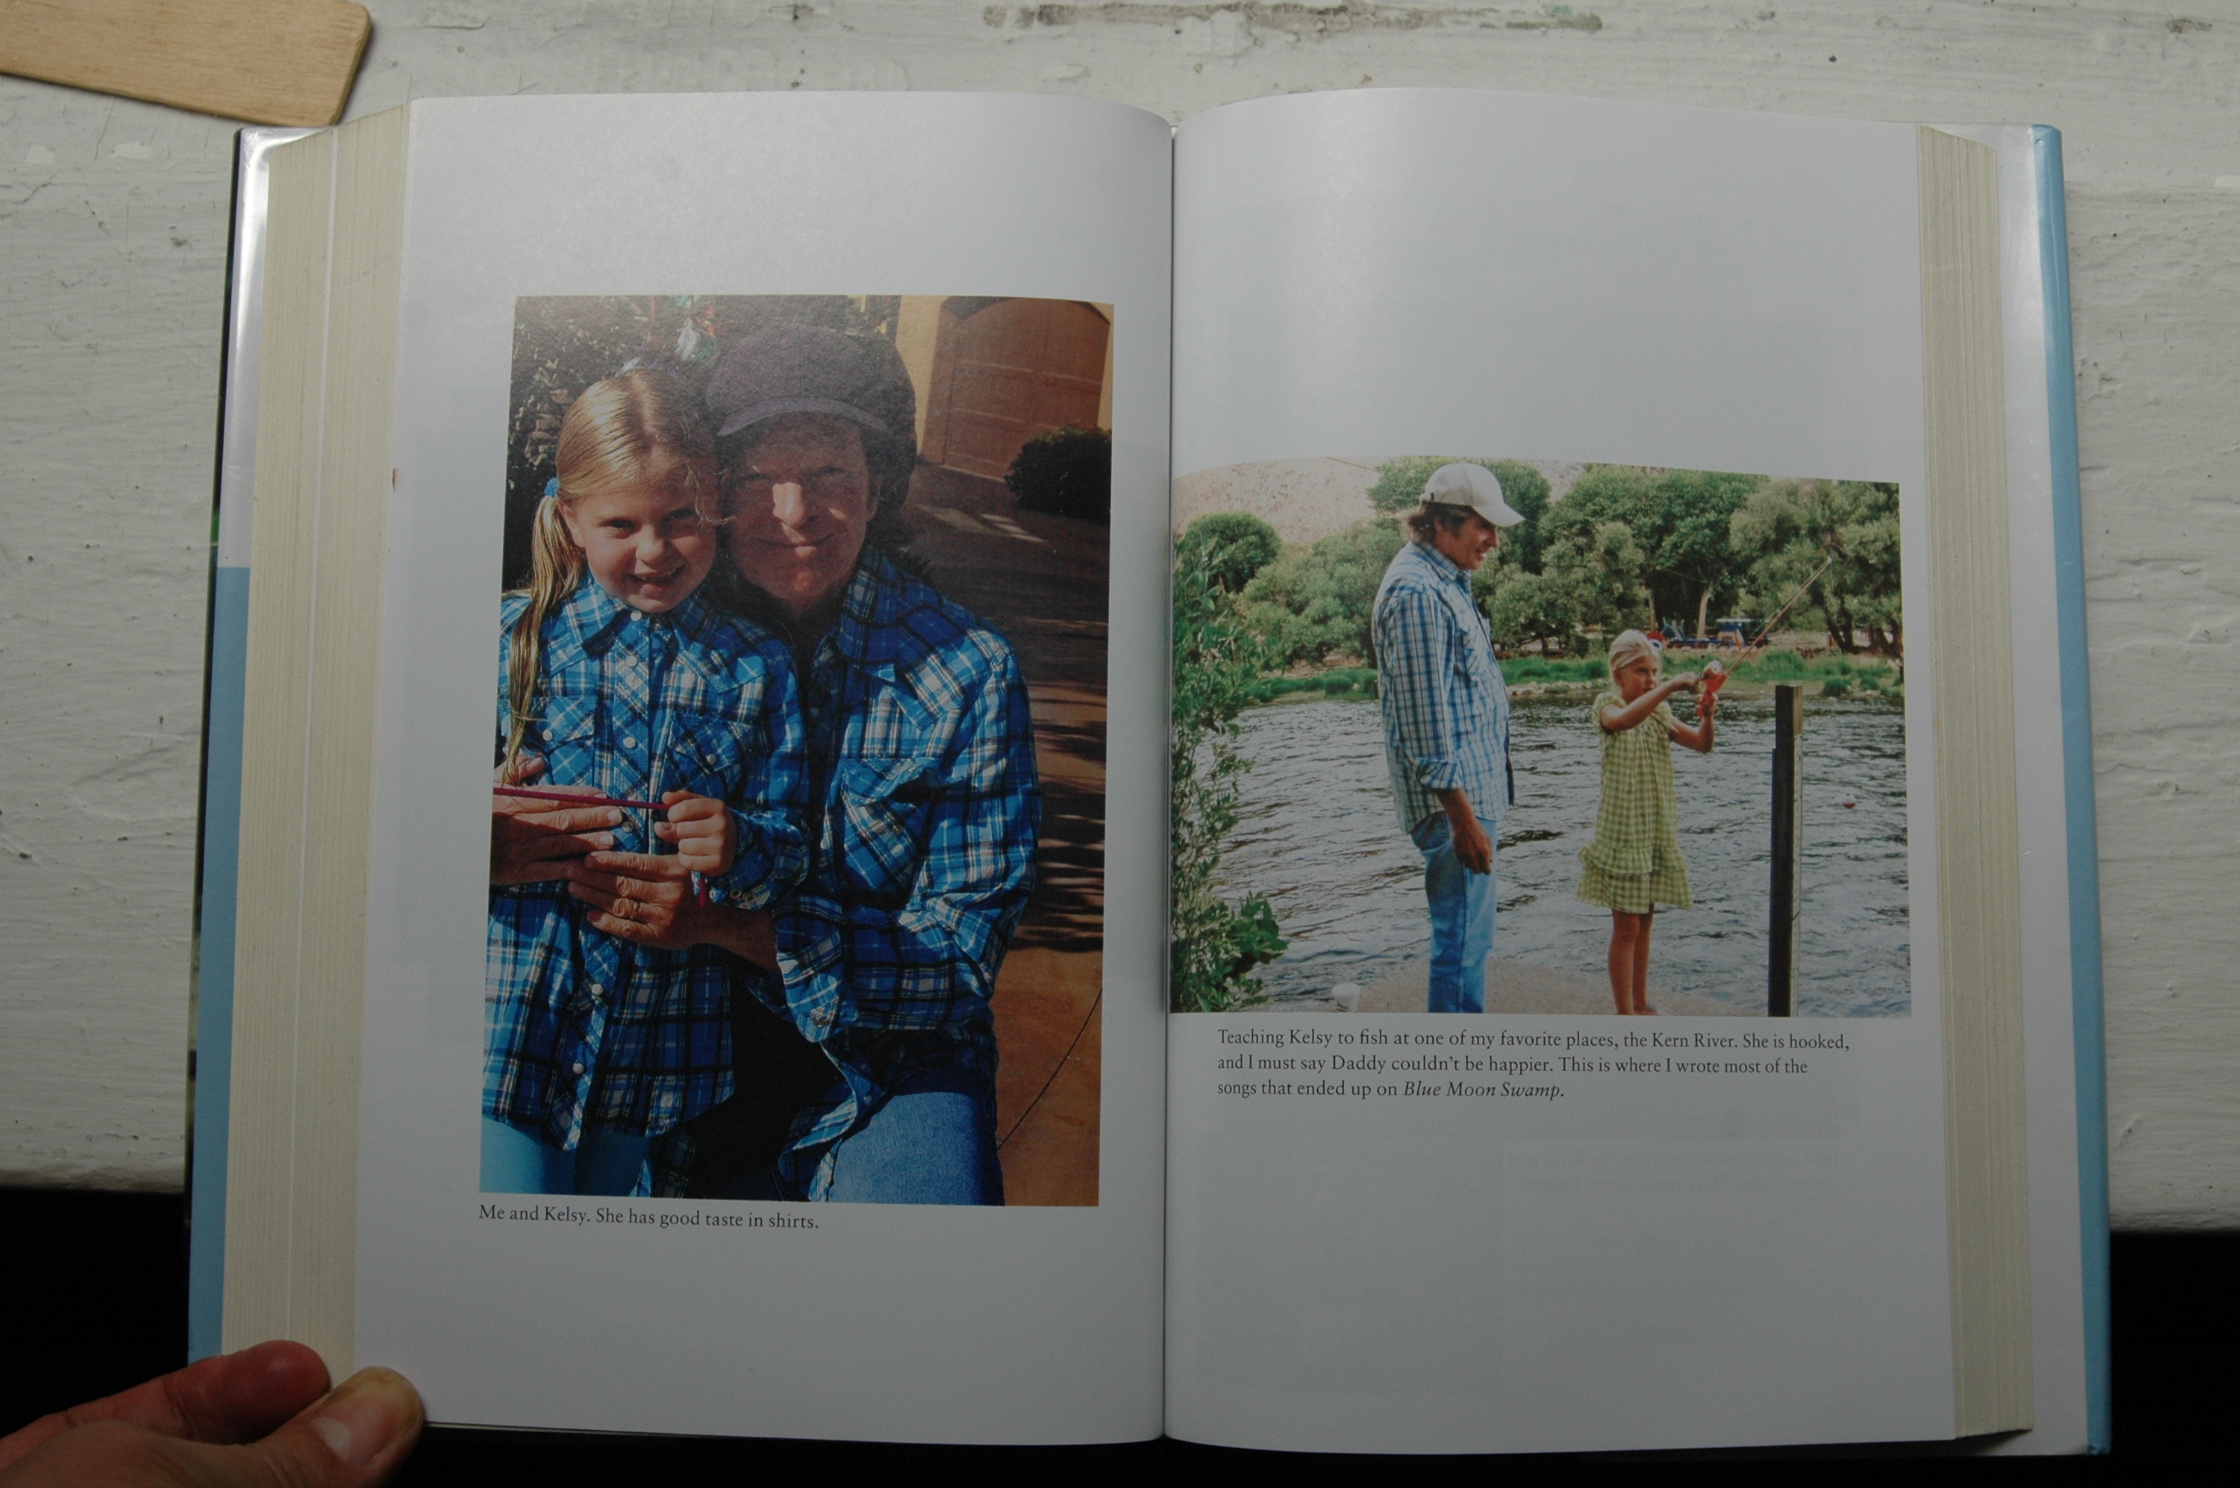 Me and Kelsy. She has good taste in shirts.
Teaching Kelsy to fish at one of my favorite places, the Kern River. She is hooked,
and I must say Daddy couldn't be happier. This is where I wrote most of the
songs that ended up on Blue Moon Swamp.